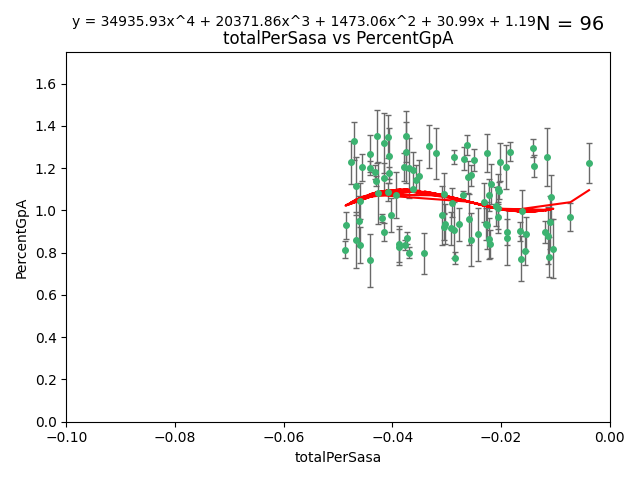 y = 34935.93x^4 + 20371.86x^3 + 1473.06x^2 + 30.99x + 1.19 N = 96
totalPerSasa vs PercentGpA
PercentGpA
1.6
1.4
1.2
1.0
0.8
0.6
0.4
0.2
0.0
−0.10 −0.08 −0.06 −0.04 −0.02 0.00
totalPerSasa